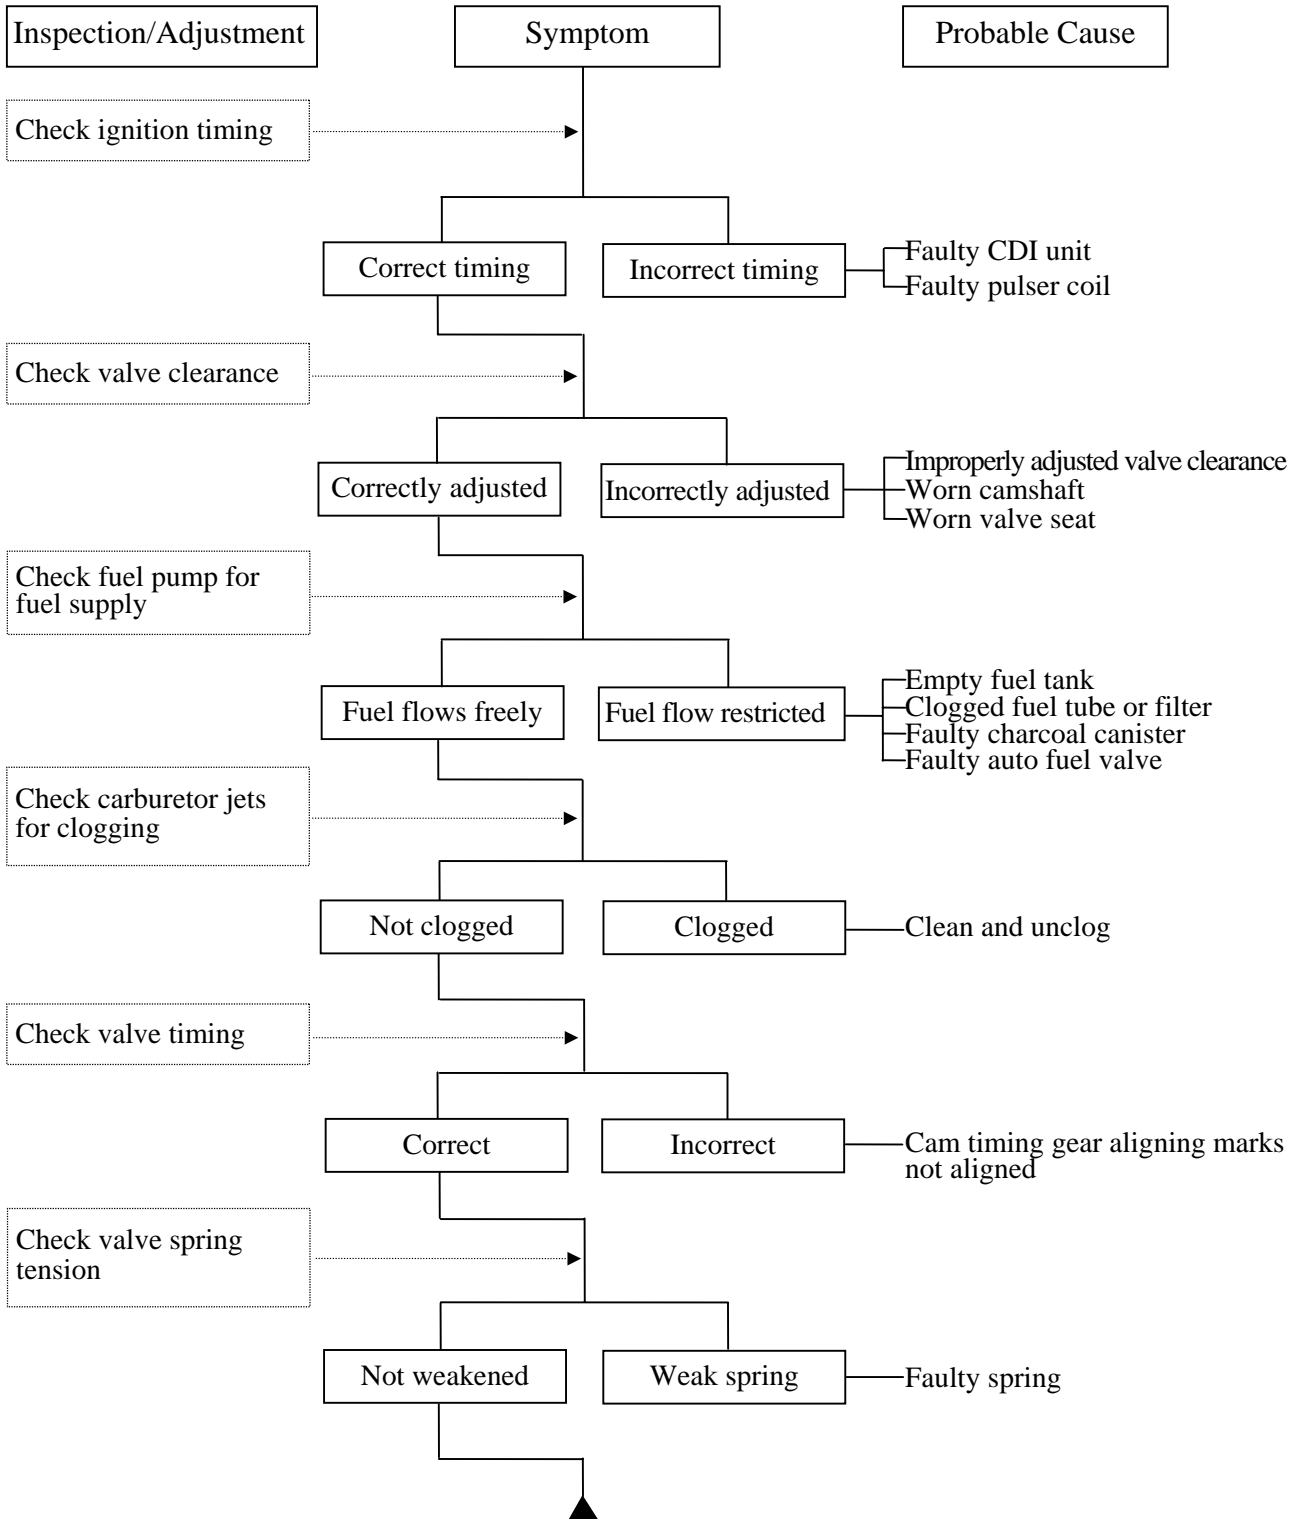 Inspection/Adjustment
Symptom
Probable Cause
Check ignition timing
Correct timing
Incorrect timing
Faulty CDI unit
Faulty pulser coil
Check valve clearance
Correctly adjusted
Incorrectly adjusted
Improperly adjusted valve clearance
Worn camshaft
Worn valve seat
Check fuel pump for
fuel supply
Fuel flows freely
Fuel flow restricted
Empty fuel tank
Clogged fuel tube or filter
Faulty charcoal canister
Faulty auto fuel valve
Check carburetor jets
for clogging
Not clogged
Clogged
Clean and unclog
Check valve timing
Correct
Incorrect
Cam timing gear aligning marks
not aligned
Check valve spring
tension
Not weakened
Weak spring
Faulty spring